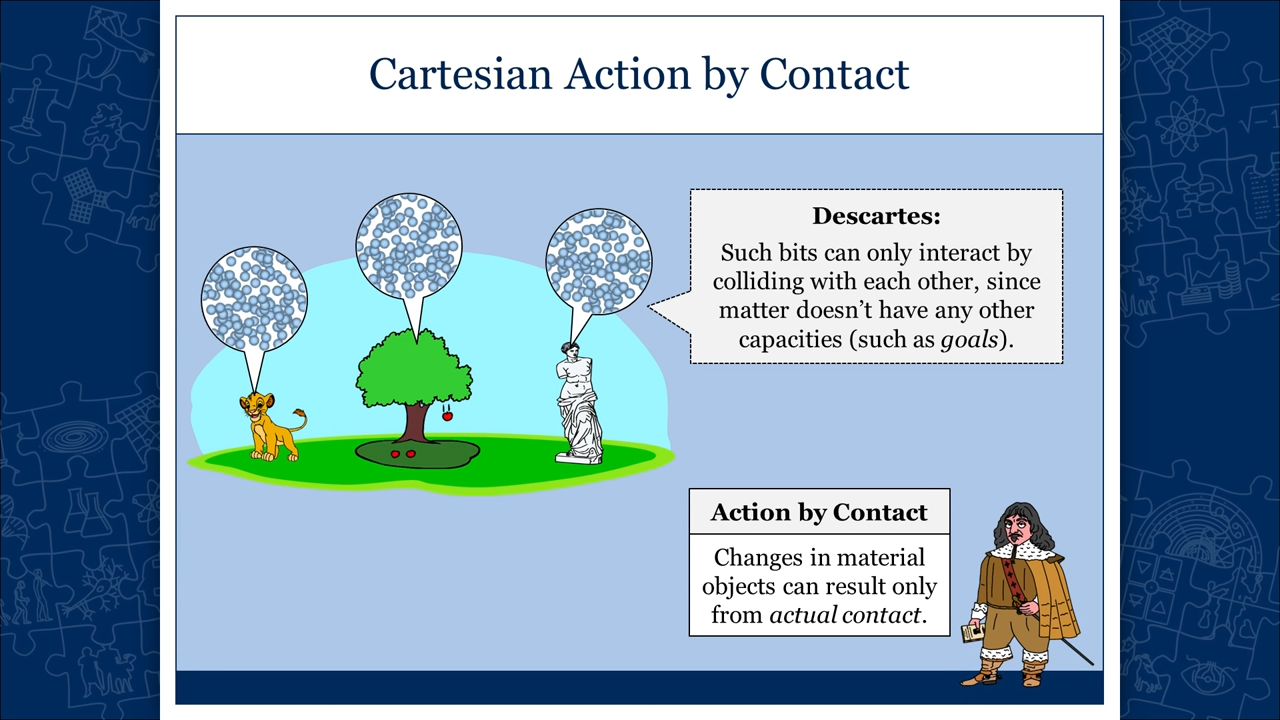 Cartesian Action by Contact
Descartes:
Such bits can only interact by
colliding with each other, since
matter doesn’t have any other
capacities (such as goals).
Action by Contact
Changes in material
objects can result only
from actual contact.